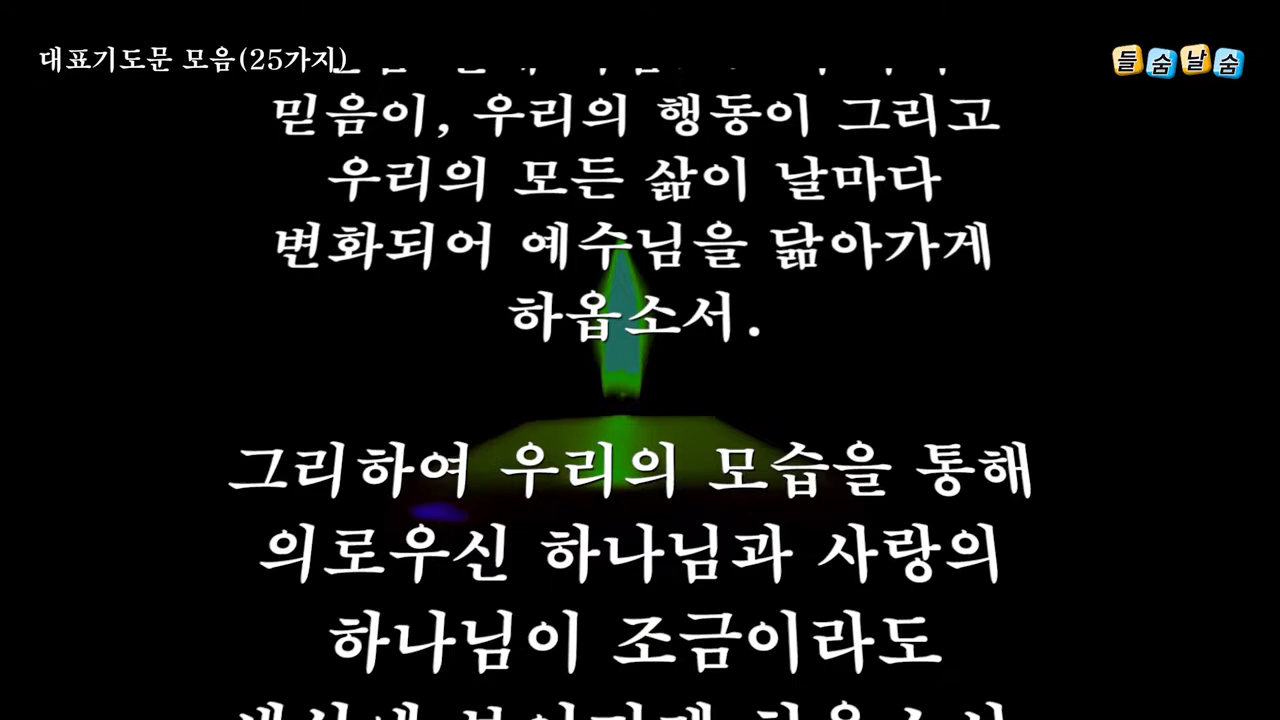 대표기도문 모음(25가지)
들숨날숨
믿음이, 우리의 행동이 그리고
우리의 모든 삶이 날마다
변화되어 예수님을 닮아가게
하옵소서.
그리하여 우리의 모습을 통해
의로우신 하나님과 사랑의
하나님이 조금이라도